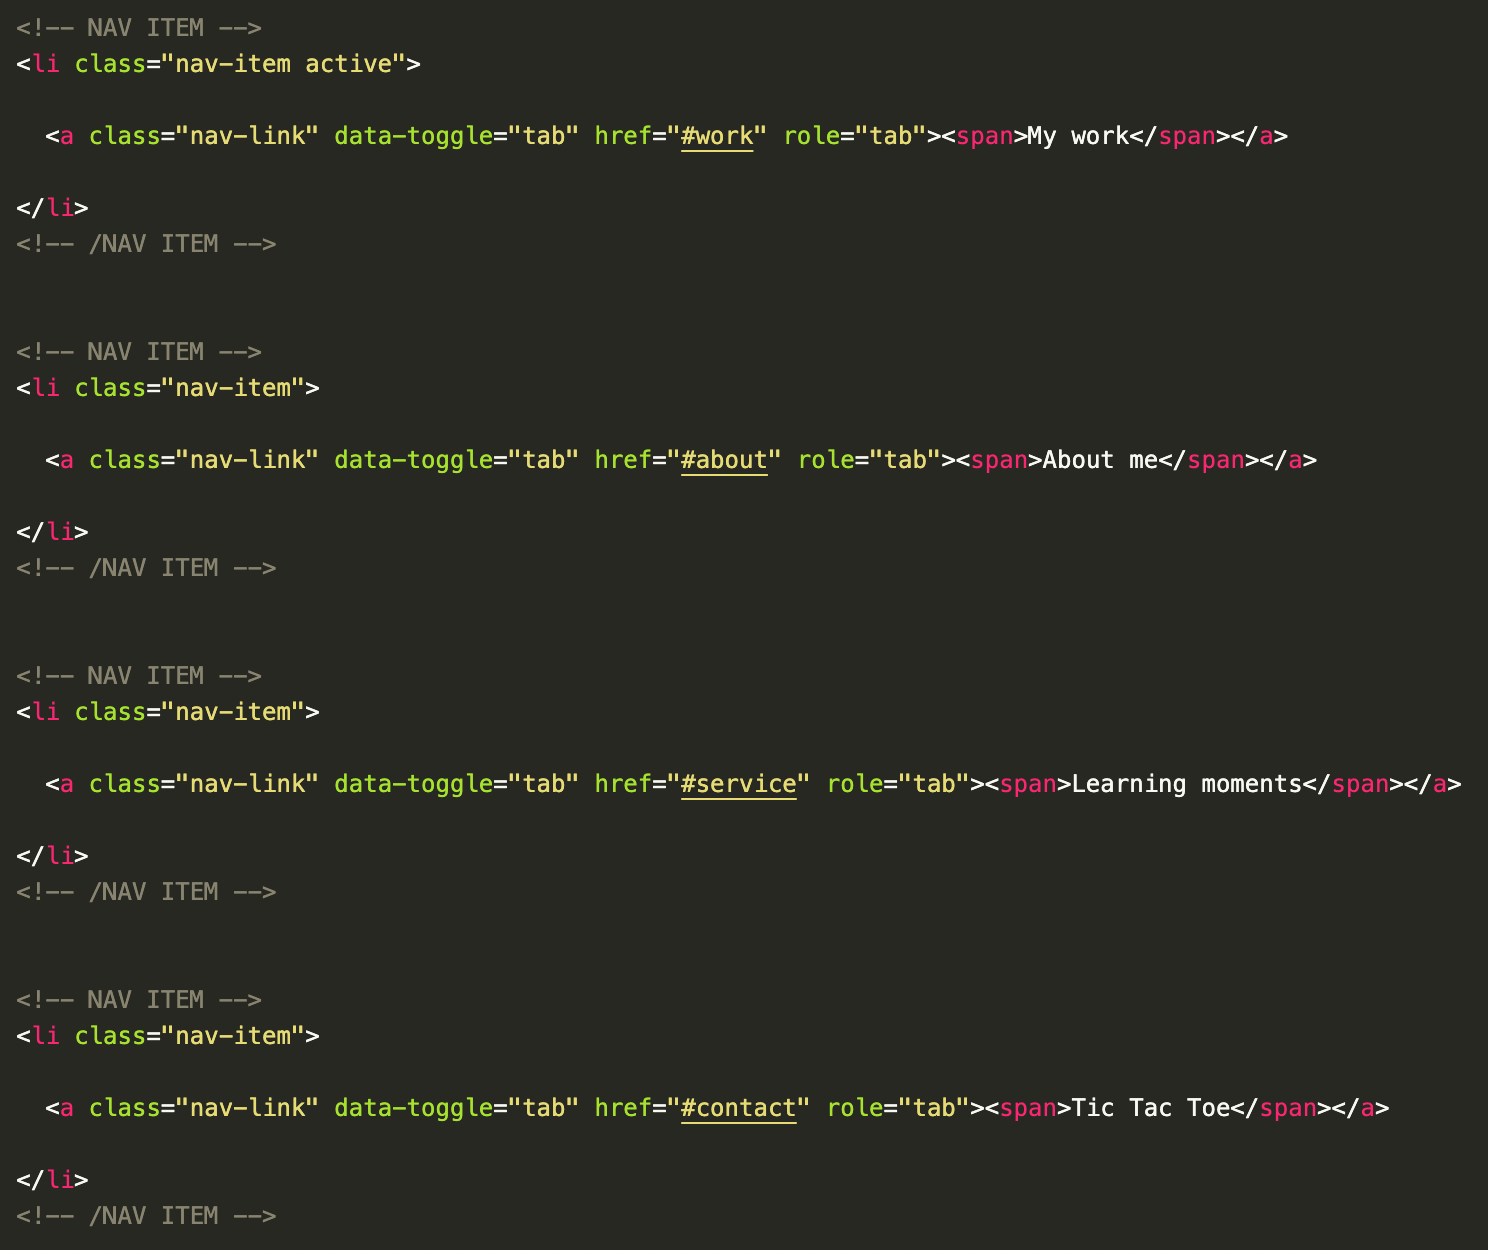 <!-- NAV ITEM -->
<li class="nav-item active">
<a class="nav-link" data-toggle="tab" href="#work" role="tab"><span>My work</span></a>
</li>
<!-- /NAV ITEM -->
<!-- NAV ITEM -->
<li class="nav-item">
<a class="nav-link" data-toggle="tab" href="#about" role="tab"><span>About me</span></a>
</li>
<!-- /NAV ITEM -->
<!-- NAV ITEM -->
<li class="nav-item">
<a class="nav-link" data-toggle="tab" href="#service" role="tab"><span>Learning moments</span></a>
</li>
<!-- /NAV ITEM -->
<!-- NAV ITEM -->
<li class="nav-item">
<a class="nav-link" data-toggle="tab" href="#contact" role="tab"><span>Tic Tac Toe</span></a>
</li>
<!-- /NAV ITEM -->